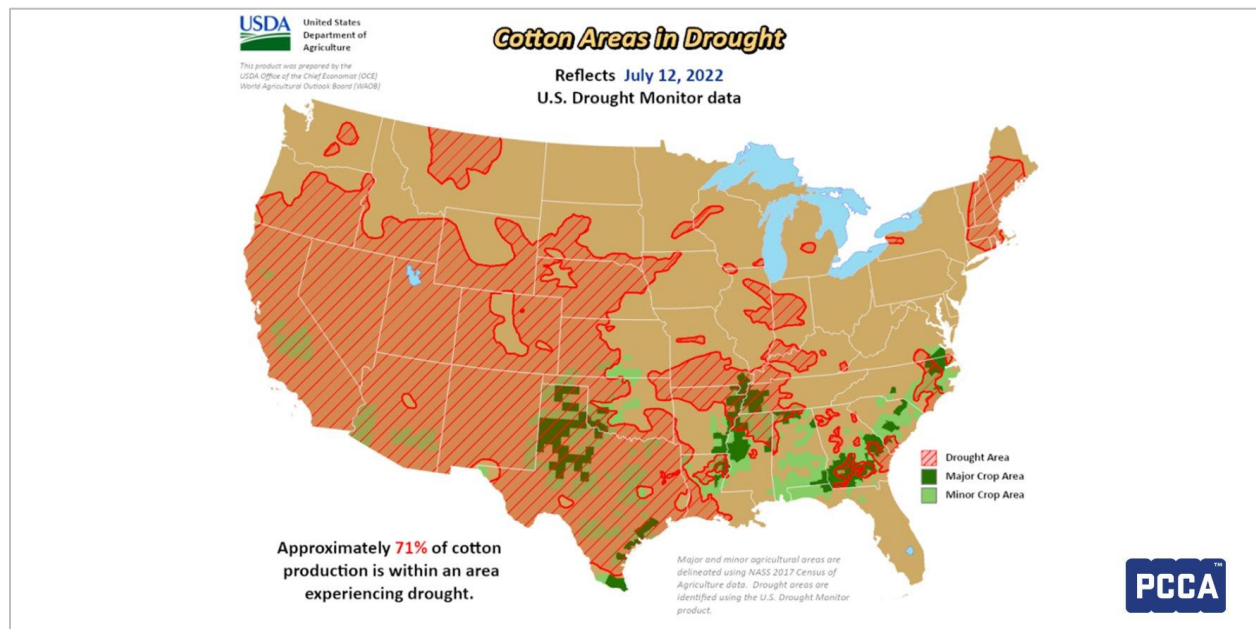 USDA
United States
Department of
Agriculture
This product was prepared by the
USDA Office of the Chief Economist (OCE)
World Agricultural Outlook Board (WAOB)
Cotton Areas in Drought
Reflects July 12, 2022
U.S. Drought Monitor data
Drought Area
Major Crop Area
Minor Crop Area
Approximately 71% of cotton
production is within an area
experiencing drought.
Major and minor agricultural areas are
delineated using NASS 2017 Census of
Agriculture data. Drought areas are
identified using the U.S. Drought Monitor
product.
PCCA™